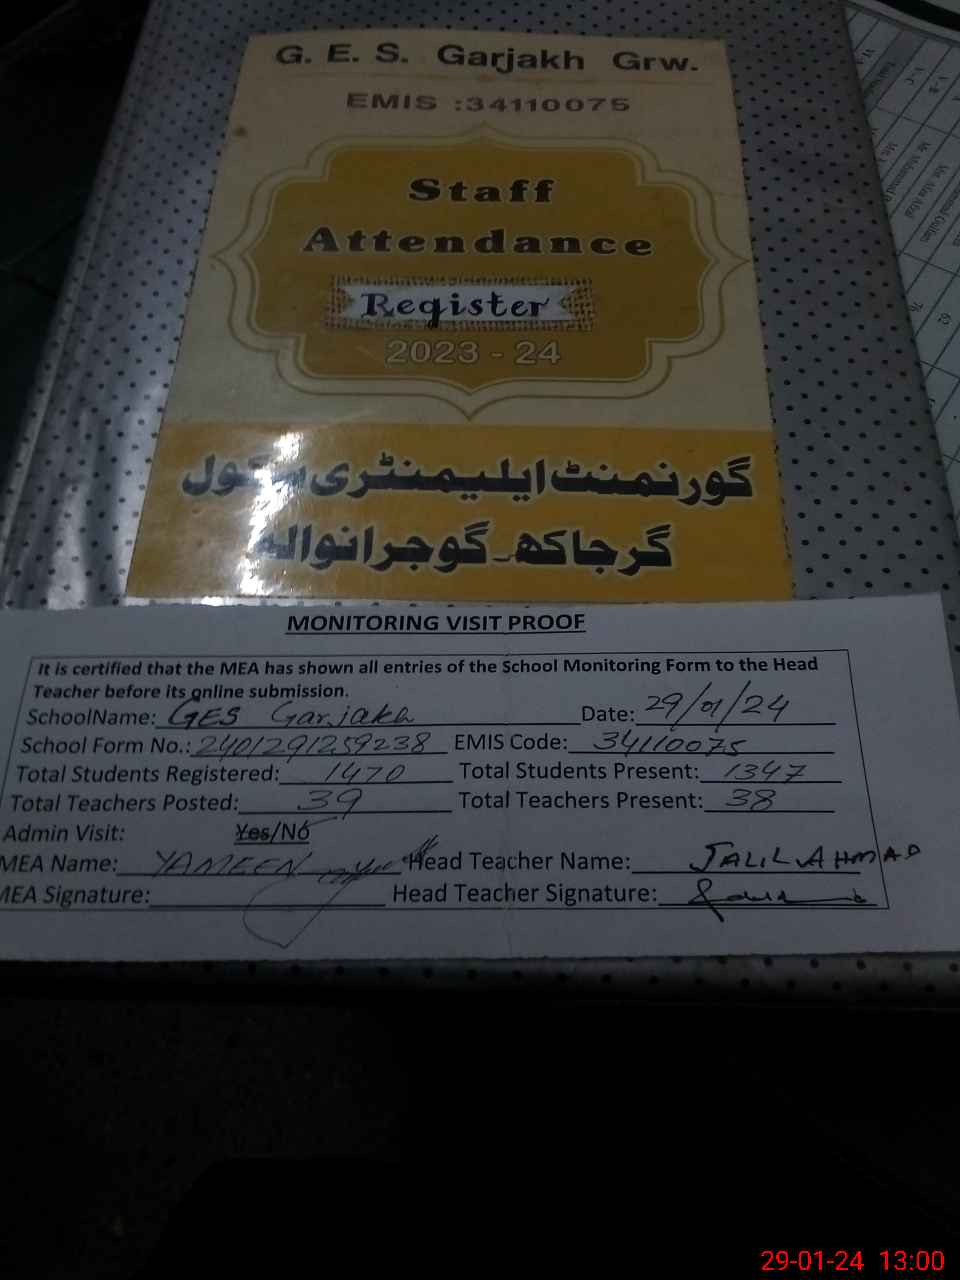 G. E. S. Garjakh Grw.
EMIS :34110075
Staff
Attendance
Register
2023 - 24
گورنمنٹ ایلیمنٹری سکول
گرجاکھ۔گوجرانوالہ
MONITORING VISIT PROOF
It is certified that the MEA has shown all entries of the School Monitoring Form to the Head
Teacher before its online submission.
SchoolName: GES Garjakh Date: 29/01/24
School Form No.: 2401291259238 EMIS Code: 34110075
Total Students Registered: 1470 Total Students Present: 1347
Total Teachers Posted: 39 Total Teachers Present: 38
Admin Visit: Yes/No
MEA Name: YAMEEN Head Teacher Name: JALIL AHMAD
MEA Signature: Head Teacher Signature:
29-01-24 13:00